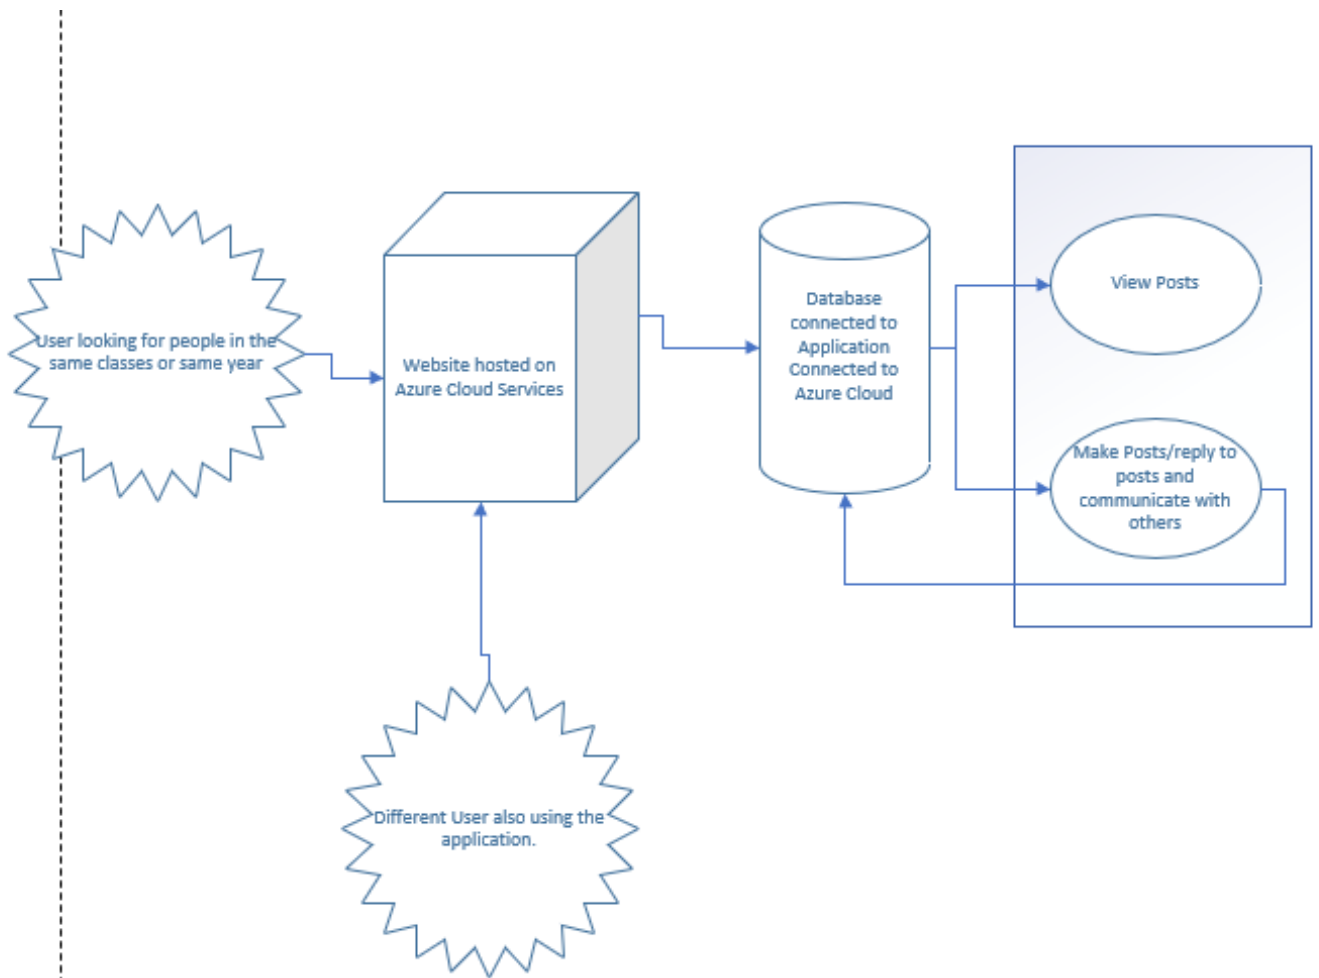 User looking for people in the
same classes or same year
Website hosted on
Azure Cloud Services
Database
connected to
Application
Connected to
Azure Cloud
View Posts
Make Posts/reply to
posts and
communicate with
others
Different User also using the
application.